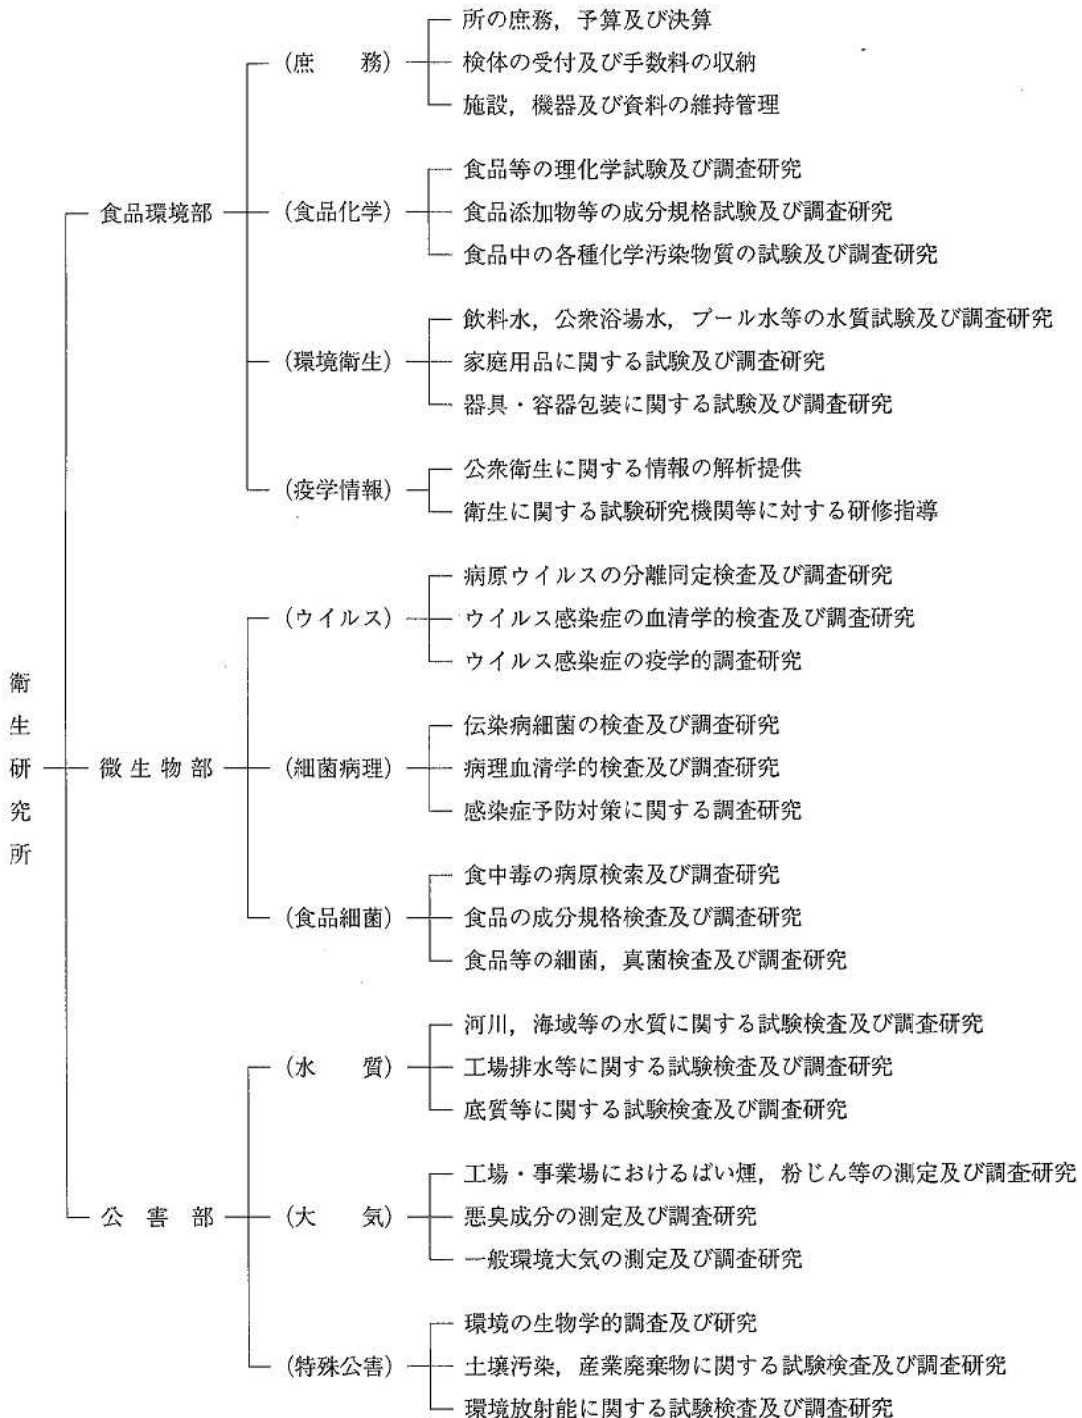 衛生研究所
食品環境部
(庶　務)
所の庶務，予算及び決算
検体の受付及び手数料の収納
施設，機器及び資料の維持管理
(食品化学)
食品等の理化学試験及び調査研究
食品添加物等の成分規格試験及び調査研究
食品中の各種化学汚染物質の試験及び調査研究
(環境衛生)
飲料水，公衆浴場水，プール水等の水質試験及び調査研究
家庭用品に関する試験及び調査研究
器具・容器包装に関する試験及び調査研究
(疫学情報)
公衆衛生に関する情報の解析提供
衛生に関する試験研究機関等に対する研修指導
微生物部
(ウイルス)
病原ウイルスの分離同定検査及び調査研究
ウイルス感染症の血清学的検査及び調査研究
ウイルス感染症の疫学的調査研究
(細菌病理)
伝染病細菌の検査及び調査研究
病理血清学的検査及び調査研究
感染症予防対策に関する調査研究
(食品細菌)
食中毒の病原検索及び調査研究
食品の成分規格検査及び調査研究
食品等の細菌，真菌検査及び調査研究
公害部
(水　質)
河川，海域等の水質に関する試験検査及び調査研究
工場排水等に関する試験検査及び調査研究
底質等に関する試験検査及び調査研究
(大　気)
工場・事業場におけるばい煙，粉じん等の測定及び調査研究
悪臭成分の測定及び調査研究
一般環境大気の測定及び調査研究
(特殊公害)
環境の生物学的調査及び研究
土壌汚染，産業廃棄物に関する試験検査及び調査研究
環境放射能に関する試験検査及び調査研究